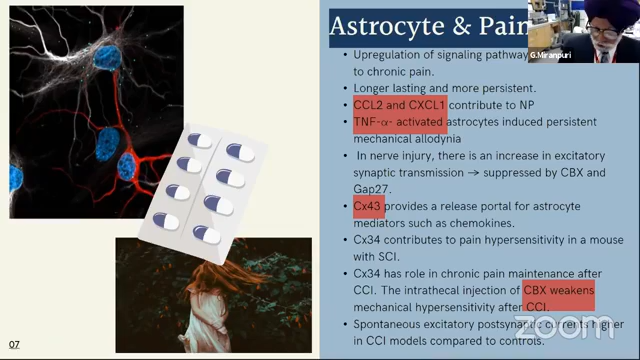 Astrocyte & Pain
G.Miranpuri
• Upregulation of signaling pathway
to chronic pain.
• Longer lasting and more persistent.
• CCL2 and CXCL1 contribute to NP
• TNF-α- activated astrocytes induced persistent
mechanical allodynia
• In nerve injury, there is an increase in excitatory
synaptic transmission → suppressed by CBX and
Gap27.
• Cx43 provides a release portal for astrocyte
mediators such as chemokines.
• Cx34 contributes to pain hypersensitivity in a mouse
with SCI.
• Cx34 has role in chronic pain maintenance after
CCI. The intrathecal injection of CBX weakens
mechanical hypersensitivity after CCI.
• Spontaneous excitatory postsynaptic currents higher
in CCI models compared to controls.
07
zoom